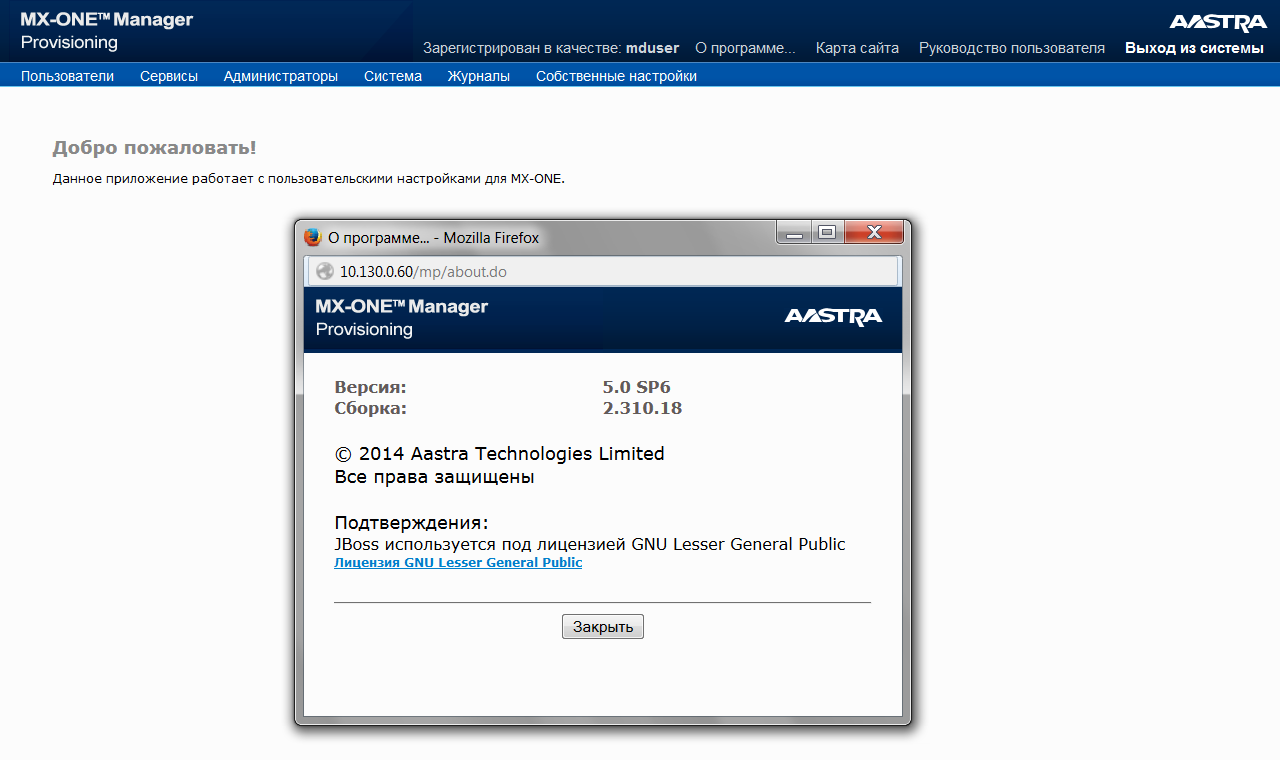 MX-ONE™ Manager
Provisioning
AASTRA
Зарегистрирован в качестве: mduser О программе... Карта сайта Руководство пользователя Выход из системы
Пользователи Сервисы Администраторы Система Журналы Собственные настройки
Добро пожаловать!
Данное приложение работает с пользовательскими настройками для MX-ONE.
О программе... - Mozilla Firefox
10.130.0.60/mp/about.do
MX-ONE™ Manager
Provisioning
AASTRA
Версия: 5.0 SP6
Сборка: 2.310.18
© 2014 Aastra Technologies Limited
Все права защищены
Подтверждения:
JBoss используется под лицензией GNU Lesser General Public
Лицензия GNU Lesser General Public
Закрыть